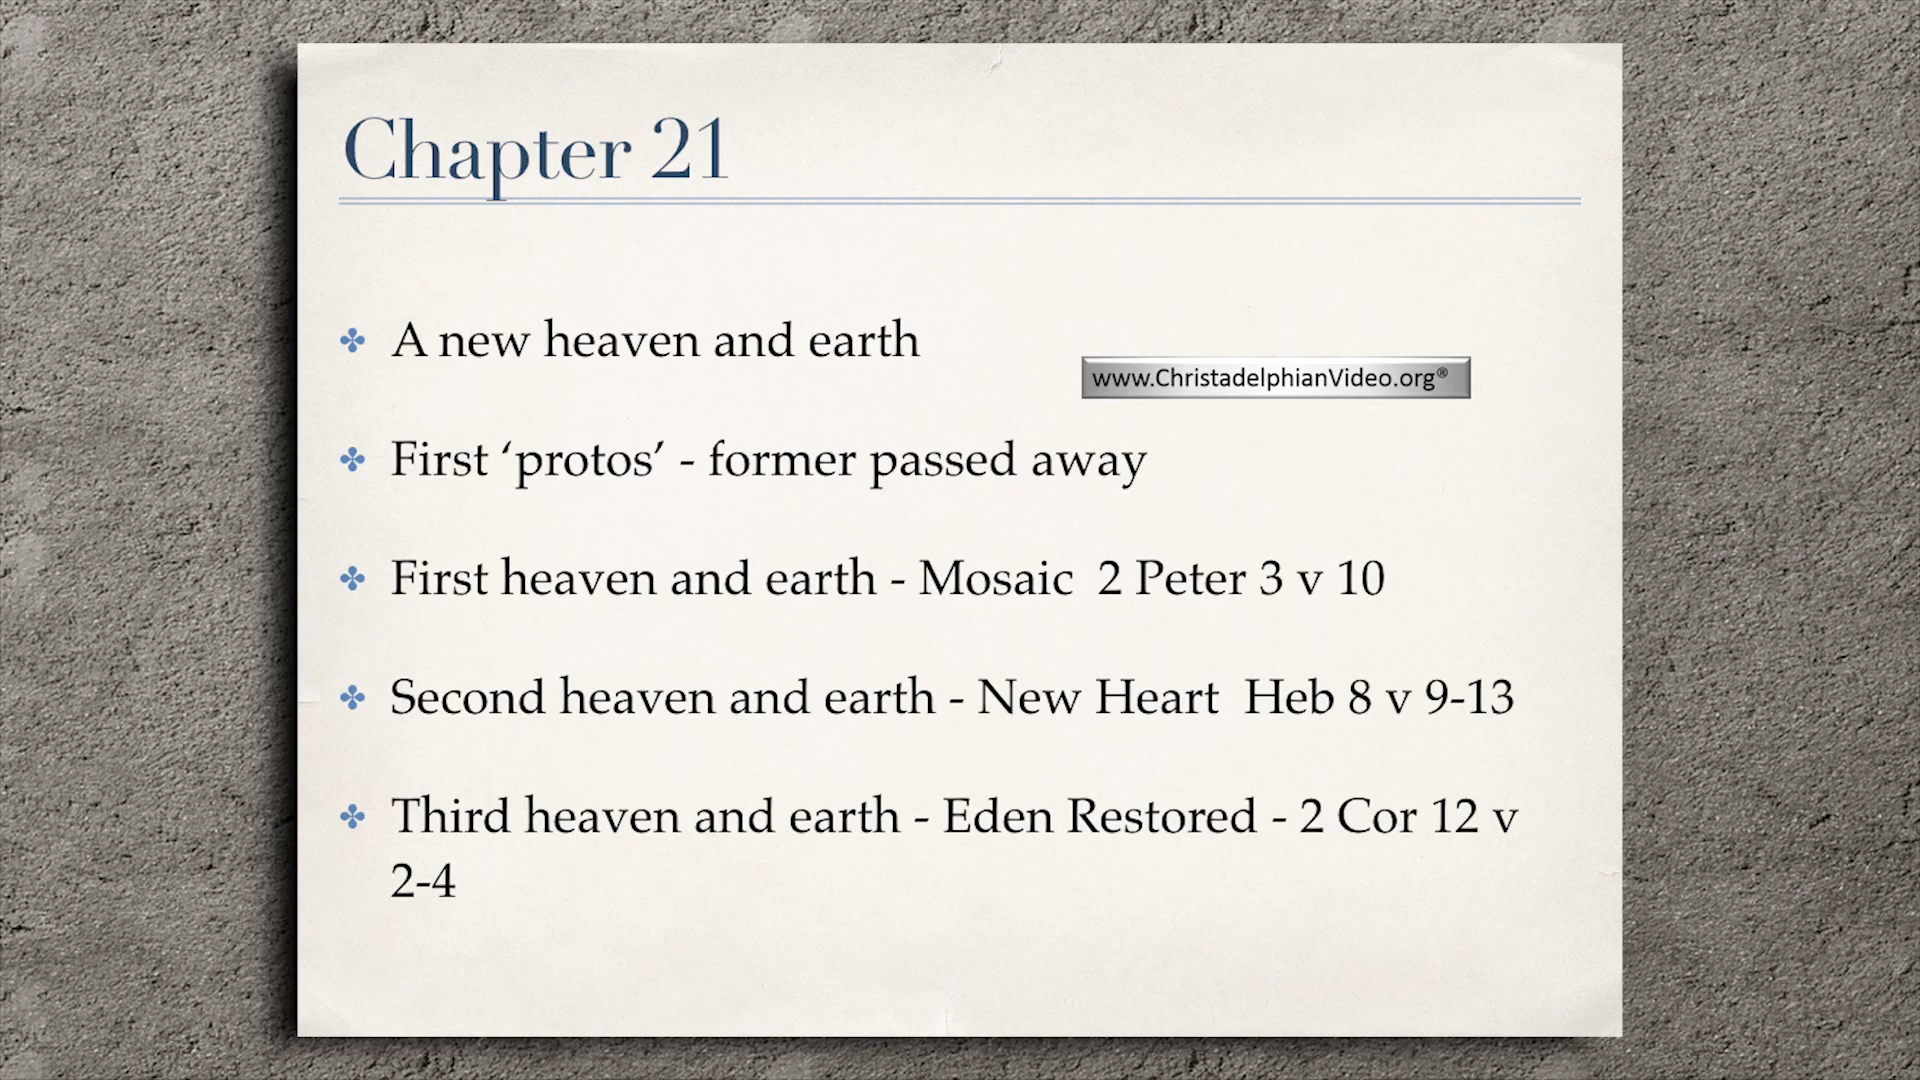 Chapter 21
A new heaven and earth
www.ChristadelphianVideo.org®
First ‘protos’ - former passed away
First heaven and earth - Mosaic 2 Peter 3 v 10
Second heaven and earth - New Heart Heb 8 v 9-13
Third heaven and earth - Eden Restored - 2 Cor 12 v
2-4